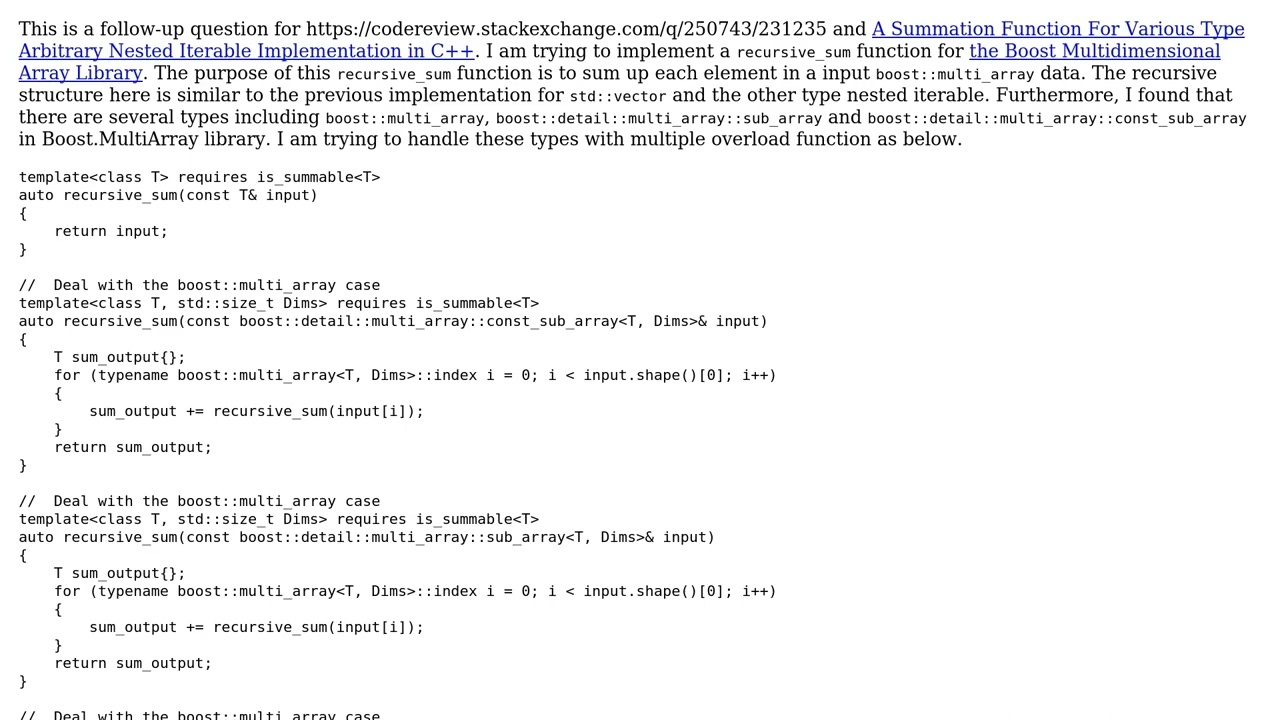 This is a follow-up question for https://codereview.stackexchange.com/q/250743/231235 and A Summation Function For Various Type
Arbitrary Nested Iterable Implementation in C++. I am trying to implement a recursive_sum function for the Boost Multidimensional
Array Library. The purpose of this recursive_sum function is to sum up each element in a input boost::multi_array data. The recursive
structure here is similar to the previous implementation for std::vector and the other type nested iterable. Furthermore, I found that
there are several types including boost::multi_array, boost::detail::multi_array::sub_array and boost::detail::multi_array::const_sub_array
in Boost.MultiArray library. I am trying to handle these types with multiple overload function as below.
template<class T> requires is_summable<T>
auto recursive_sum(const T& input)
{
    return input;
}
//  Deal with the boost::multi_array case
template<class T, std::size_t Dims> requires is_summable<T>
auto recursive_sum(const boost::detail::multi_array::const_sub_array<T, Dims>& input)
{
    T sum_output{};
    for (typename boost::multi_array<T, Dims>::index i = 0; i < input.shape()[0]; i++)
    {
        sum_output += recursive_sum(input[i]);
    }
    return sum_output;
}
//  Deal with the boost::multi_array case
template<class T, std::size_t Dims> requires is_summable<T>
auto recursive_sum(const boost::detail::multi_array::sub_array<T, Dims>& input)
{
    T sum_output{};
    for (typename boost::multi_array<T, Dims>::index i = 0; i < input.shape()[0]; i++)
    {
        sum_output += recursive_sum(input[i]);
    }
    return sum_output;
}
//  Deal with the boost::multi_array case